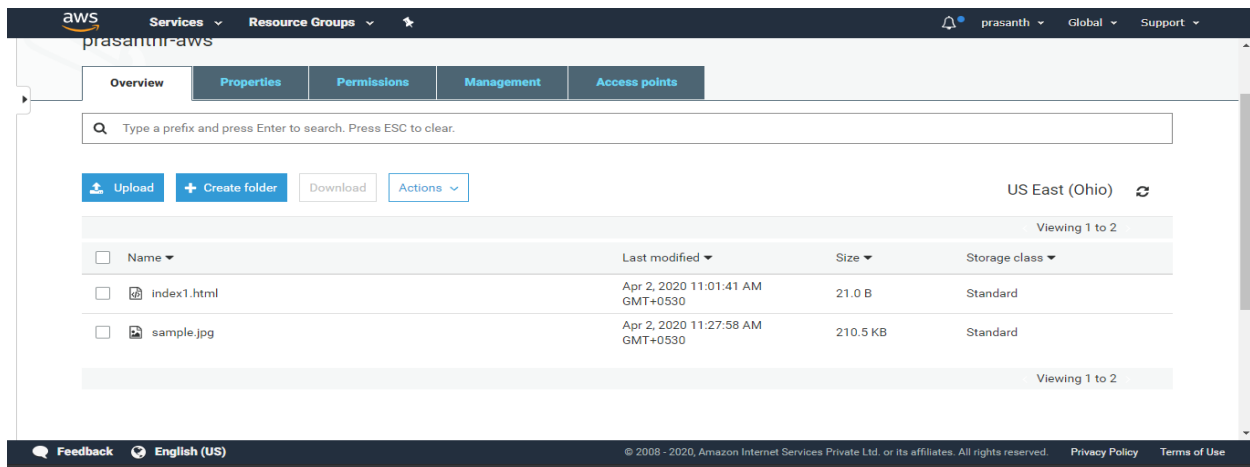 aws Services Resource Groups prasanth Global Support
prasanthr-aws
Overview Properties Permissions Management Access points
Type a prefix and press Enter to search. Press ESC to clear.
Upload Create folder Download Actions US East (Ohio)
Viewing 1 to 2
Name Last modified Size Storage class
index1.html Apr 2, 2020 11:01:41 AM GMT+0530 21.0 B Standard
sample.jpg Apr 2, 2020 11:27:58 AM GMT+0530 210.5 KB Standard
Viewing 1 to 2
Feedback English (US) © 2008 - 2020, Amazon Internet Services Private Ltd. or its affiliates. All rights reserved. Privacy Policy Terms of Use